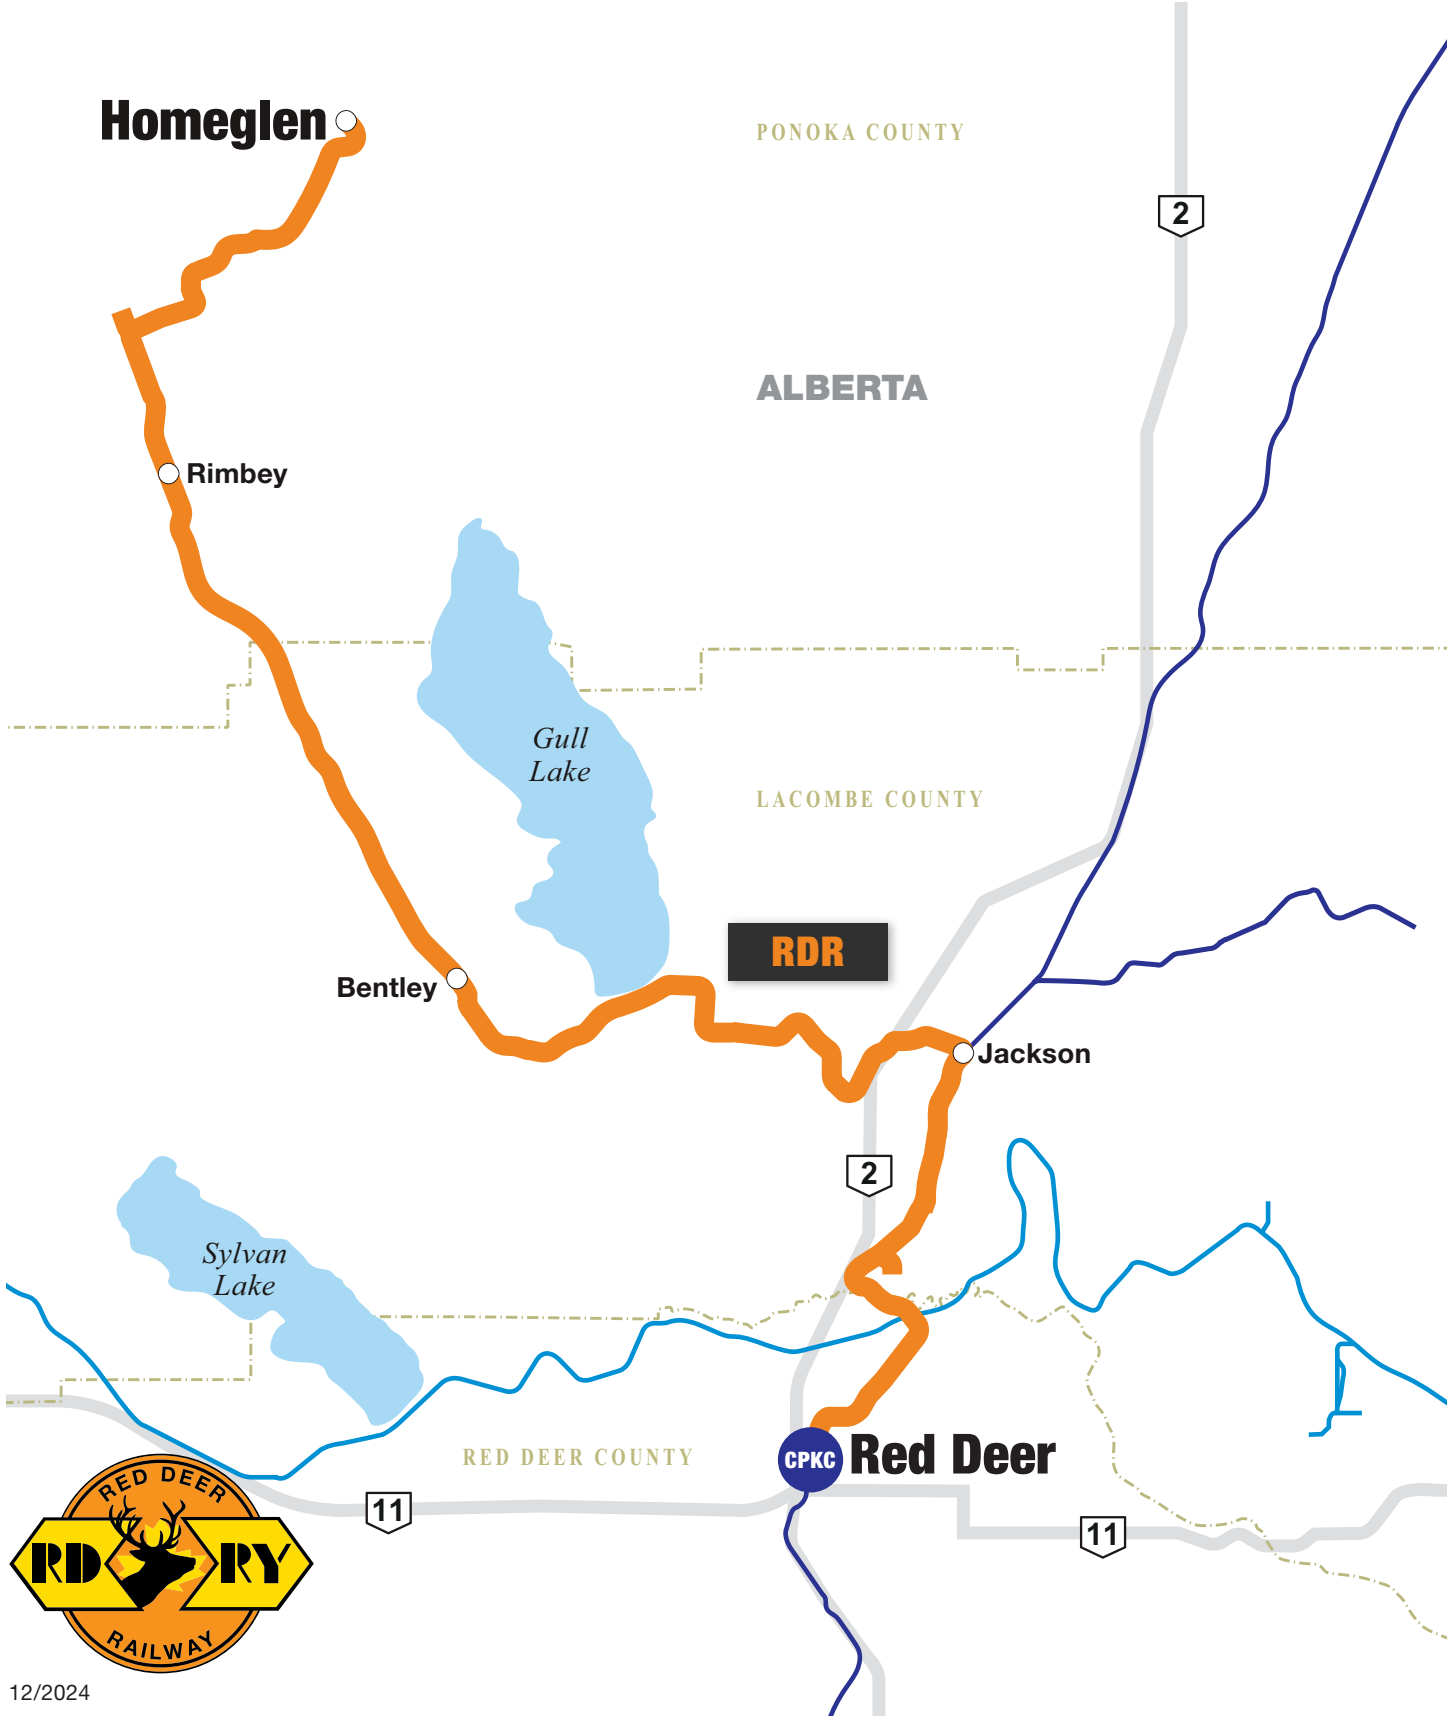 Homeglen
PONOKA COUNTY
2
ALBERTA
Rimbey
Gull
Lake
LACOMBE COUNTY
RDR
Bentley
Jackson
2
Sylvan
Lake
RED DEER COUNTY
CPKC
Red Deer
11
11
RED DEER
RD RY
RAILWAY
12/2024